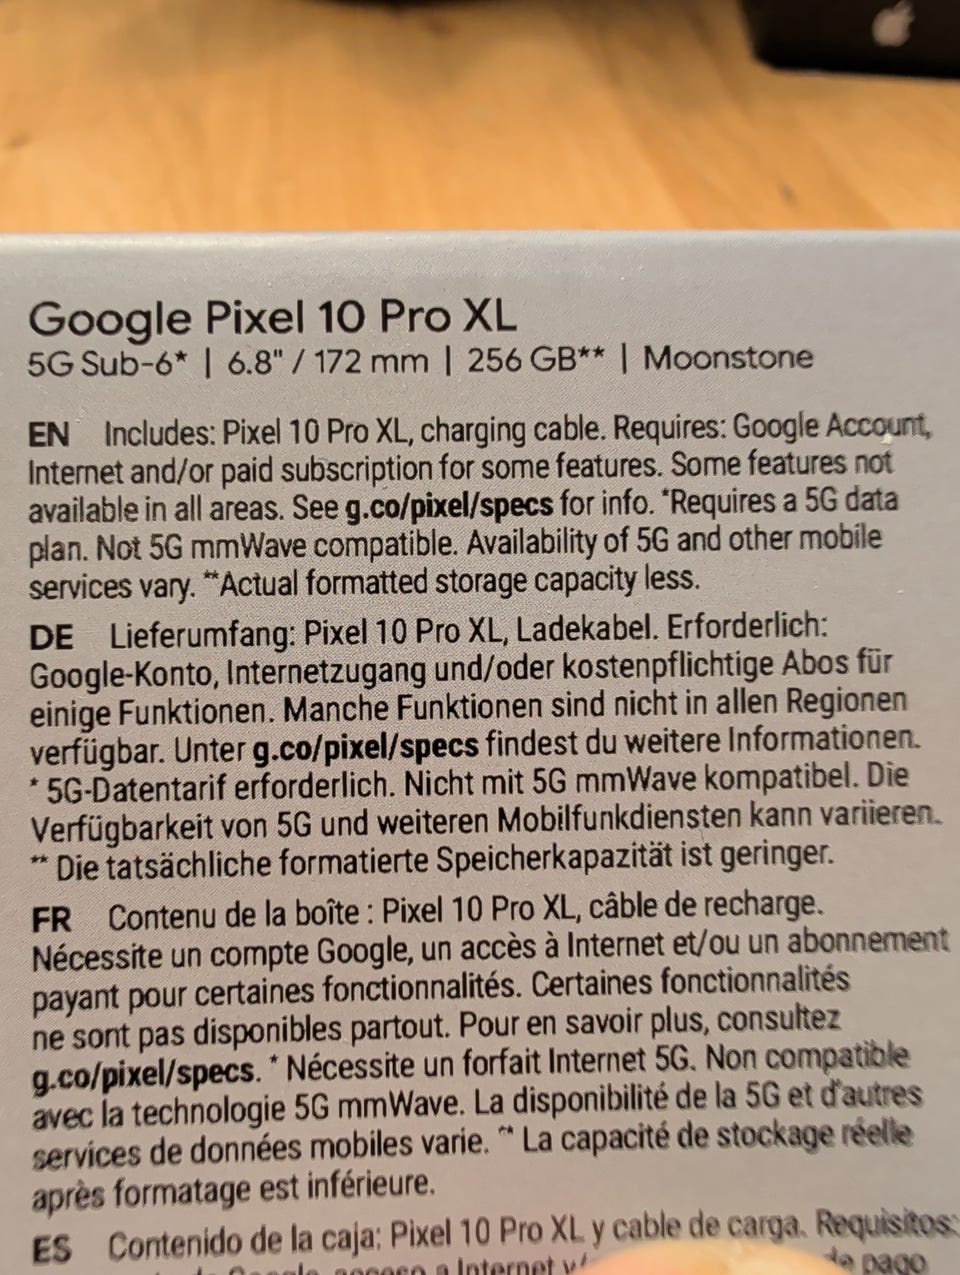 Google Pixel 10 Pro XL
5G Sub-6* | 6.8" / 172 mm | 256 GB** | Moonstone
EN Includes: Pixel 10 Pro XL, charging cable. Requires: Google Account,
Internet and/or paid subscription for some features. Some features not
available in all areas. See g.co/pixel/specs for info. *Requires a 5G data
plan. Not 5G mmWave compatible. Availability of 5G and other mobile
services vary. **Actual formatted storage capacity less.
DE Lieferumfang: Pixel 10 Pro XL, Ladekabel. Erforderlich:
Google-Konto, Internetzugang und/oder kostenpflichtige Abos für
einige Funktionen. Manche Funktionen sind nicht in allen Regionen
verfügbar. Unter g.co/pixel/specs findest du weitere Informationen.
* 5G-Datentarif erforderlich. Nicht mit 5G mmWave kompatibel. Die
Verfügbarkeit von 5G und weiteren Mobilfunkdiensten kann variieren.
** Die tatsächliche formatierte Speicherkapazität ist geringer.
FR Contenu de la boîte : Pixel 10 Pro XL, câble de recharge.
Nécessite un compte Google, un accès à Internet et/ou un abonnement
payant pour certaines fonctionnalités. Certaines fonctionnalités
ne sont pas disponibles partout. Pour en savoir plus, consultez
g.co/pixel/specs. * Nécessite un forfait Internet 5G. Non compatible
avec la technologie 5G mmWave. La disponibilité de la 5G et d'autres
services de données mobiles varie. ** La capacité de stockage réelle
après formatage est inférieure.
ES Contenido de la caja: Pixel 10 Pro XL y cable de carga. Requisitos:
de Google, acceso a Internet y/ de pago